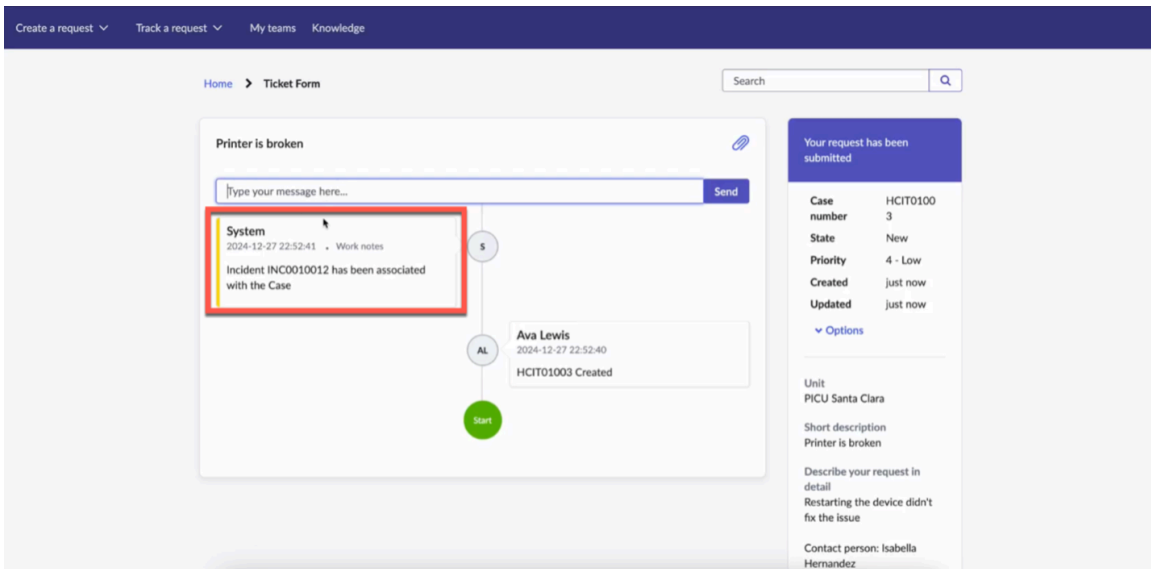 Create a request
Track a request
My teams
Knowledge
Home > Ticket Form
Search
Printer is broken
Type your message here...
Send
System
2024-12-27 22:52:41 • Work notes
Incident INC0010012 has been associated
with the Case
S
AL
Ava Lewis
2024-12-27 22:52:40
HCIT01003 Created
Start
Your request has been
submitted
Case
number
HCIT0100
3
State
New
Priority
4 - Low
Created
just now
Updated
just now
Options
Unit
PICU Santa Clara
Short description
Printer is broken
Describe your request in
detail
Restarting the device didn't
fix the issue
Contact person: Isabella
Hernandez